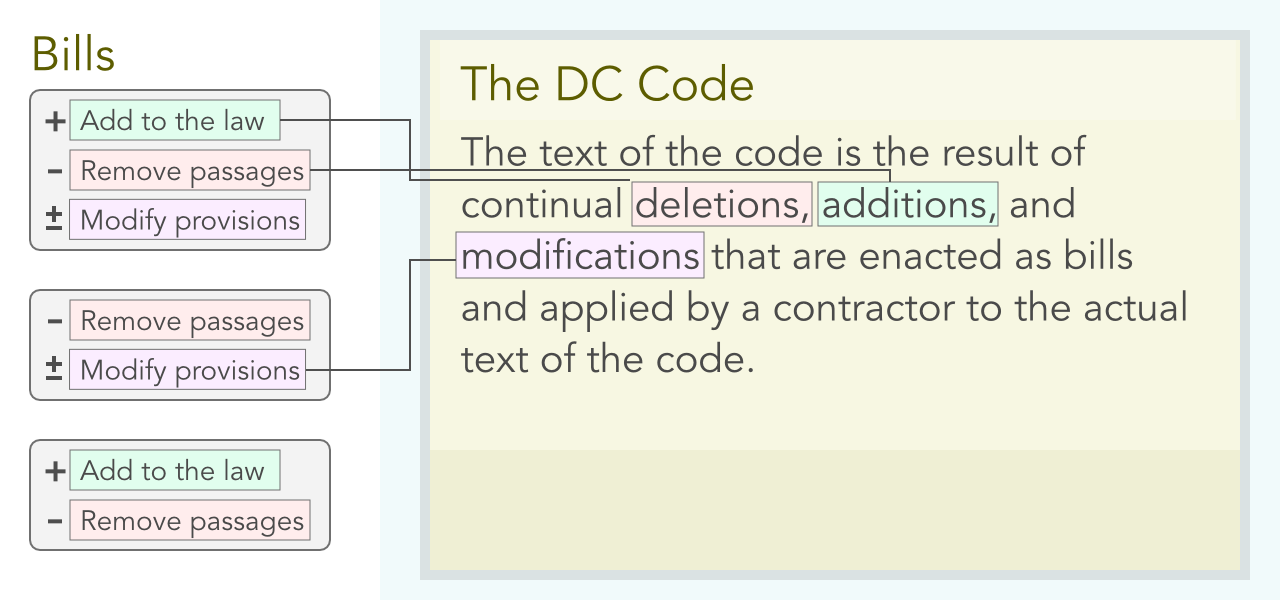 Bills
+ Add to the law
− Remove passages
± Modify provisions
− Remove passages
± Modify provisions
+ Add to the law
− Remove passages
The DC Code
The text of the code is the result of
continual deletions, additions, and
modifications that are enacted as bills
and applied by a contractor to the actual
text of the code.